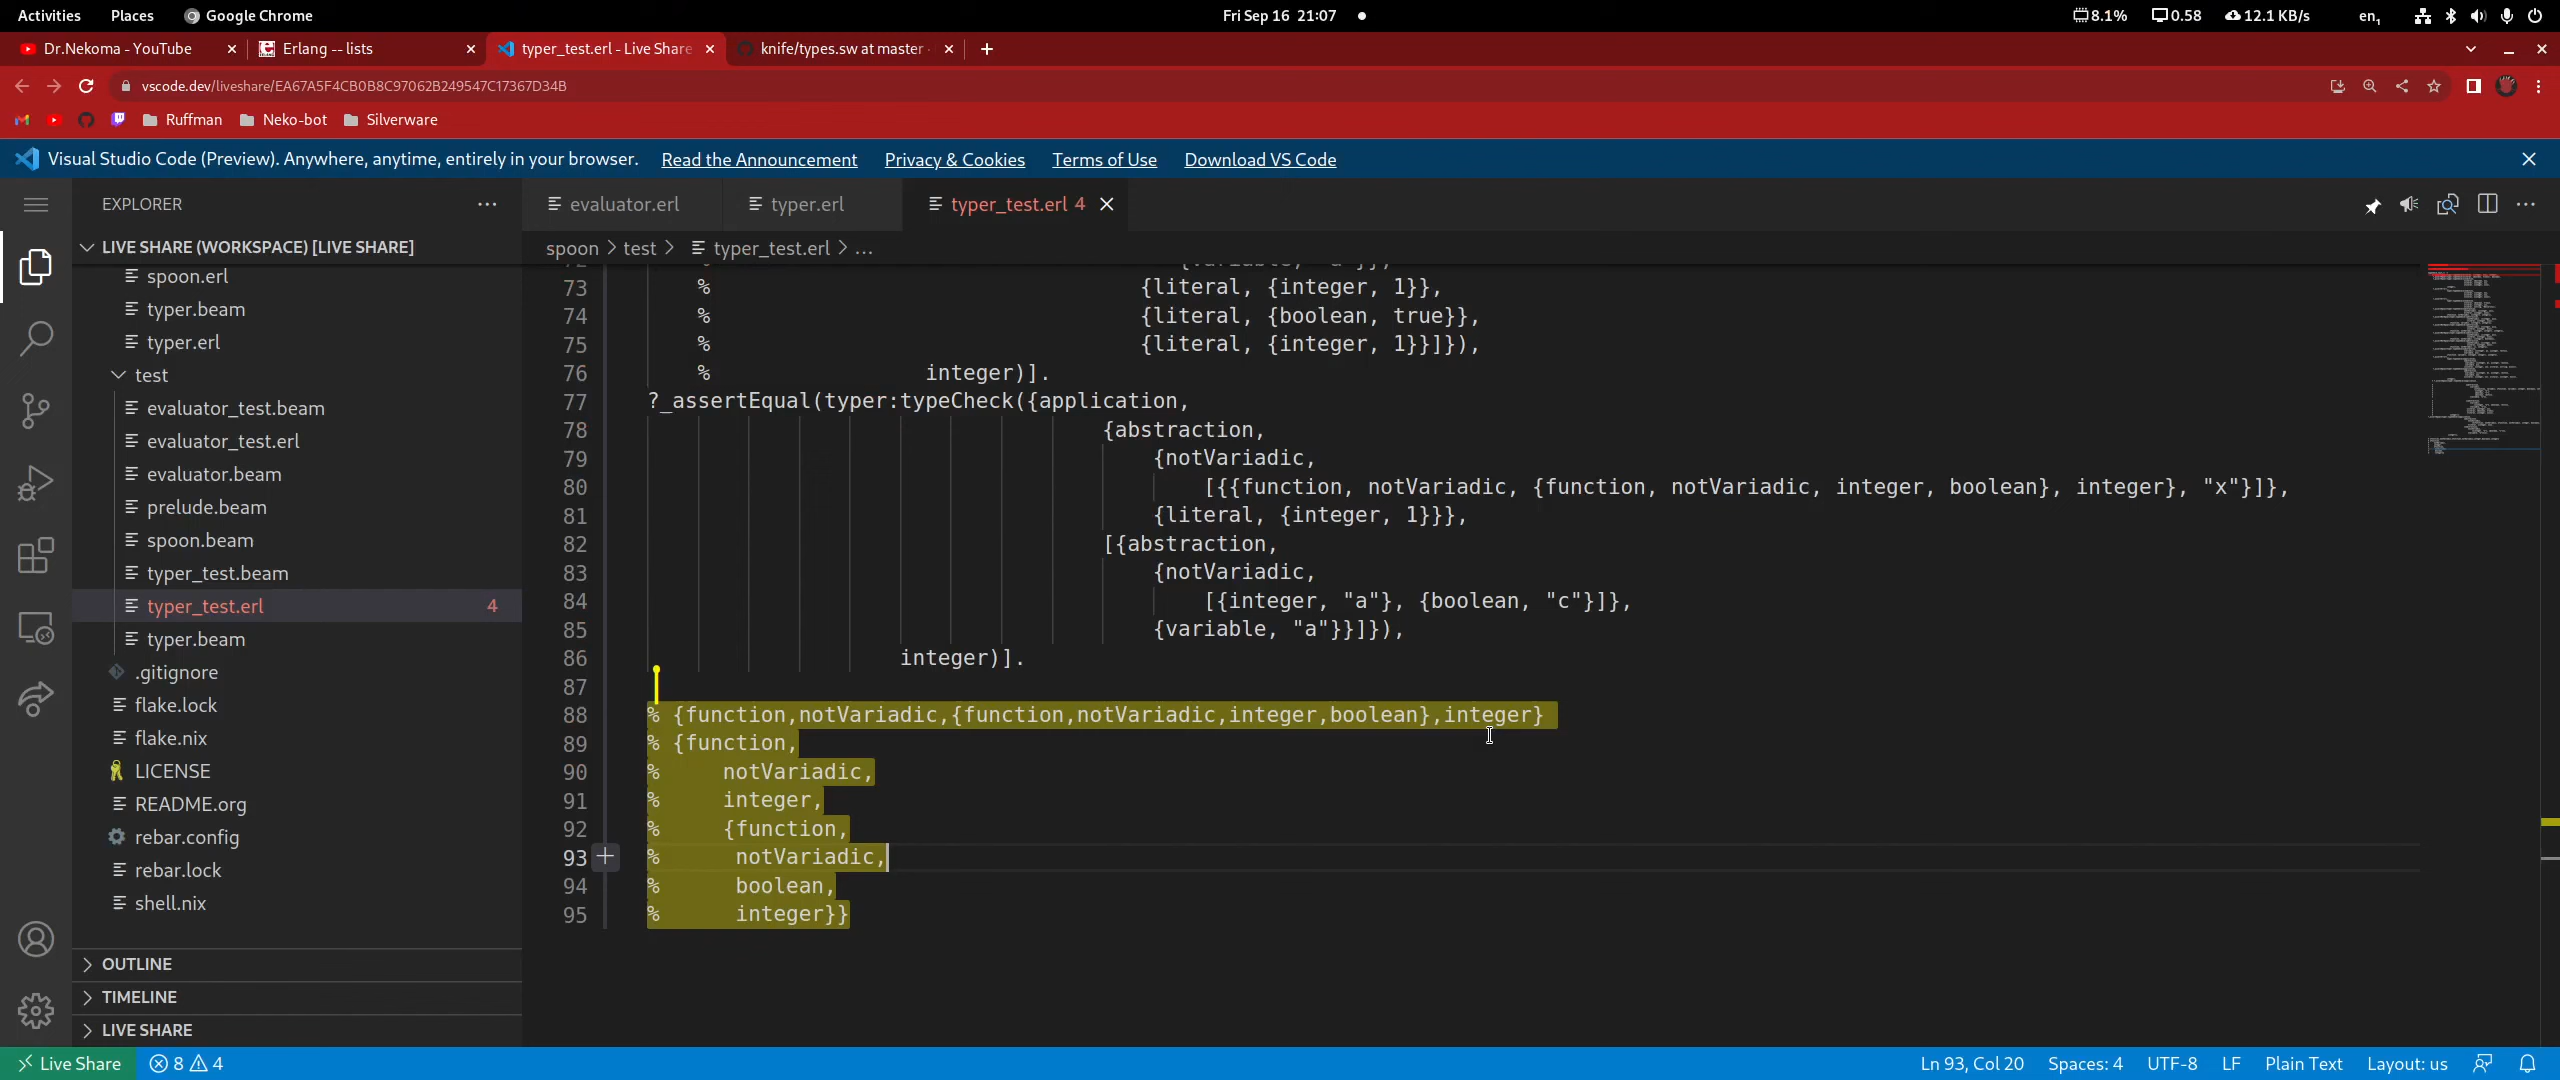 Activities
Places
Google Chrome
Fri Sep 16 21:07
8.1%
0.58
12.1 KB/s
en1
Dr.Nekoma - YouTube
Erlang -- lists
typer_test.erl - Live Share
knife/types.sw at master -
vscode.dev/liveshare/EA67A5F4CB0B8C97062B249547C17367D34B
Ruffman
Neko-bot
Silverware
Visual Studio Code (Preview). Anywhere, anytime, entirely in your browser.
Read the Announcement
Privacy & Cookies
Terms of Use
Download VS Code
EXPLORER
evaluator.erl
typer.erl
typer_test.erl 4
LIVE SHARE (WORKSPACE) [LIVE SHARE]
spoon > test > typer_test.erl > ...
spoon.erl
typer.beam
typer.erl
test
evaluator_test.beam
evaluator_test.erl
evaluator.beam
prelude.beam
spoon.beam
typer_test.beam
typer_test.erl 4
typer.beam
.gitignore
flake.lock
flake.nix
LICENSE
README.org
rebar.config
rebar.lock
shell.nix
OUTLINE
TIMELINE
LIVE SHARE
73 % {literal, {integer, 1}},
74 % {literal, {boolean, true}},
75 % {literal, {integer, 1}}]}),
76 % integer)].
77 ?_assertEqual(typer:typeCheck({application,
78 {abstraction,
79 {notVariadic,
80 [{{function, notVariadic, {function, notVariadic, integer, boolean}, integer}, "x"}]},
81 {literal, {integer, 1}}},
82 [{abstraction,
83 {notVariadic,
84 [{integer, "a"}, {boolean, "c"}]},
85 {variable, "a"}}]}),
86 integer)].
87
88 % {function,notVariadic,{function,notVariadic,integer,boolean},integer}
89 % {function,
90 % notVariadic,
91 % integer,
92 % {function,
93 % notVariadic,
94 % boolean,
95 % integer}}
Live Share
8
4
Ln 93, Col 20
Spaces: 4
UTF-8
LF
Plain Text
Layout: us